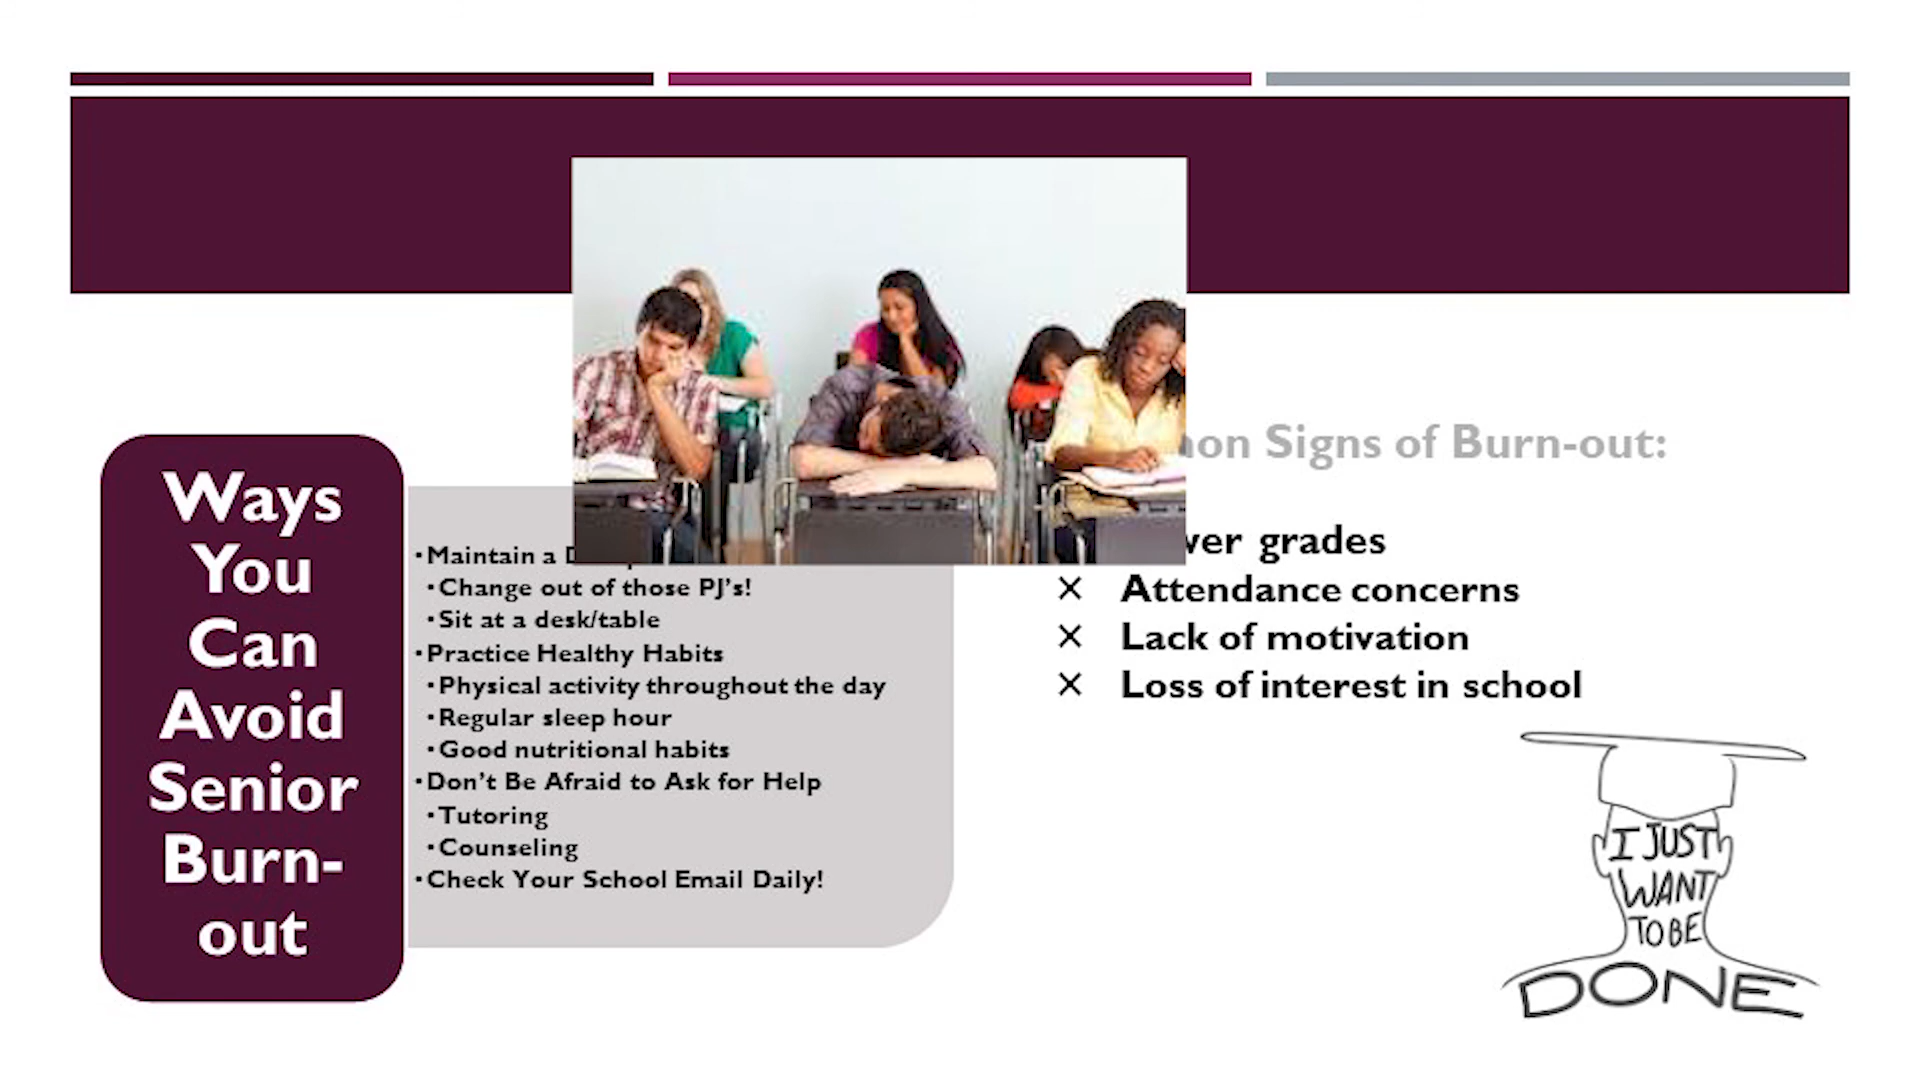 Ways
You
Can
Avoid
Senior
Burn-
out
•Maintain a
•Change out of those PJ's!
•Sit at a desk/table
•Practice Healthy Habits
•Physical activity throughout the day
•Regular sleep hour
•Good nutritional habits
•Don't Be Afraid to Ask for Help
•Tutoring
•Counseling
•Check Your School Email Daily!
Signs of Burn-out:
grades
× Attendance concerns
× Lack of motivation
× Loss of interest in school
I JUST
WANT
TO BE
DONE